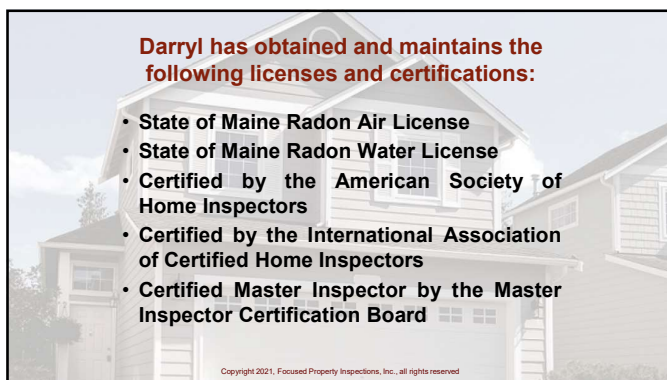 Darryl has obtained and maintains the
following licenses and certifications:
• State of Maine Radon Air License
• State of Maine Radon Water License
• Certified by the American Society of
Home Inspectors
• Certified by the International Association
of Certified Home Inspectors
• Certified Master Inspector by the Master
Inspector Certification Board
Copyright 2021, Focused Property Inspections, Inc., all rights reserved